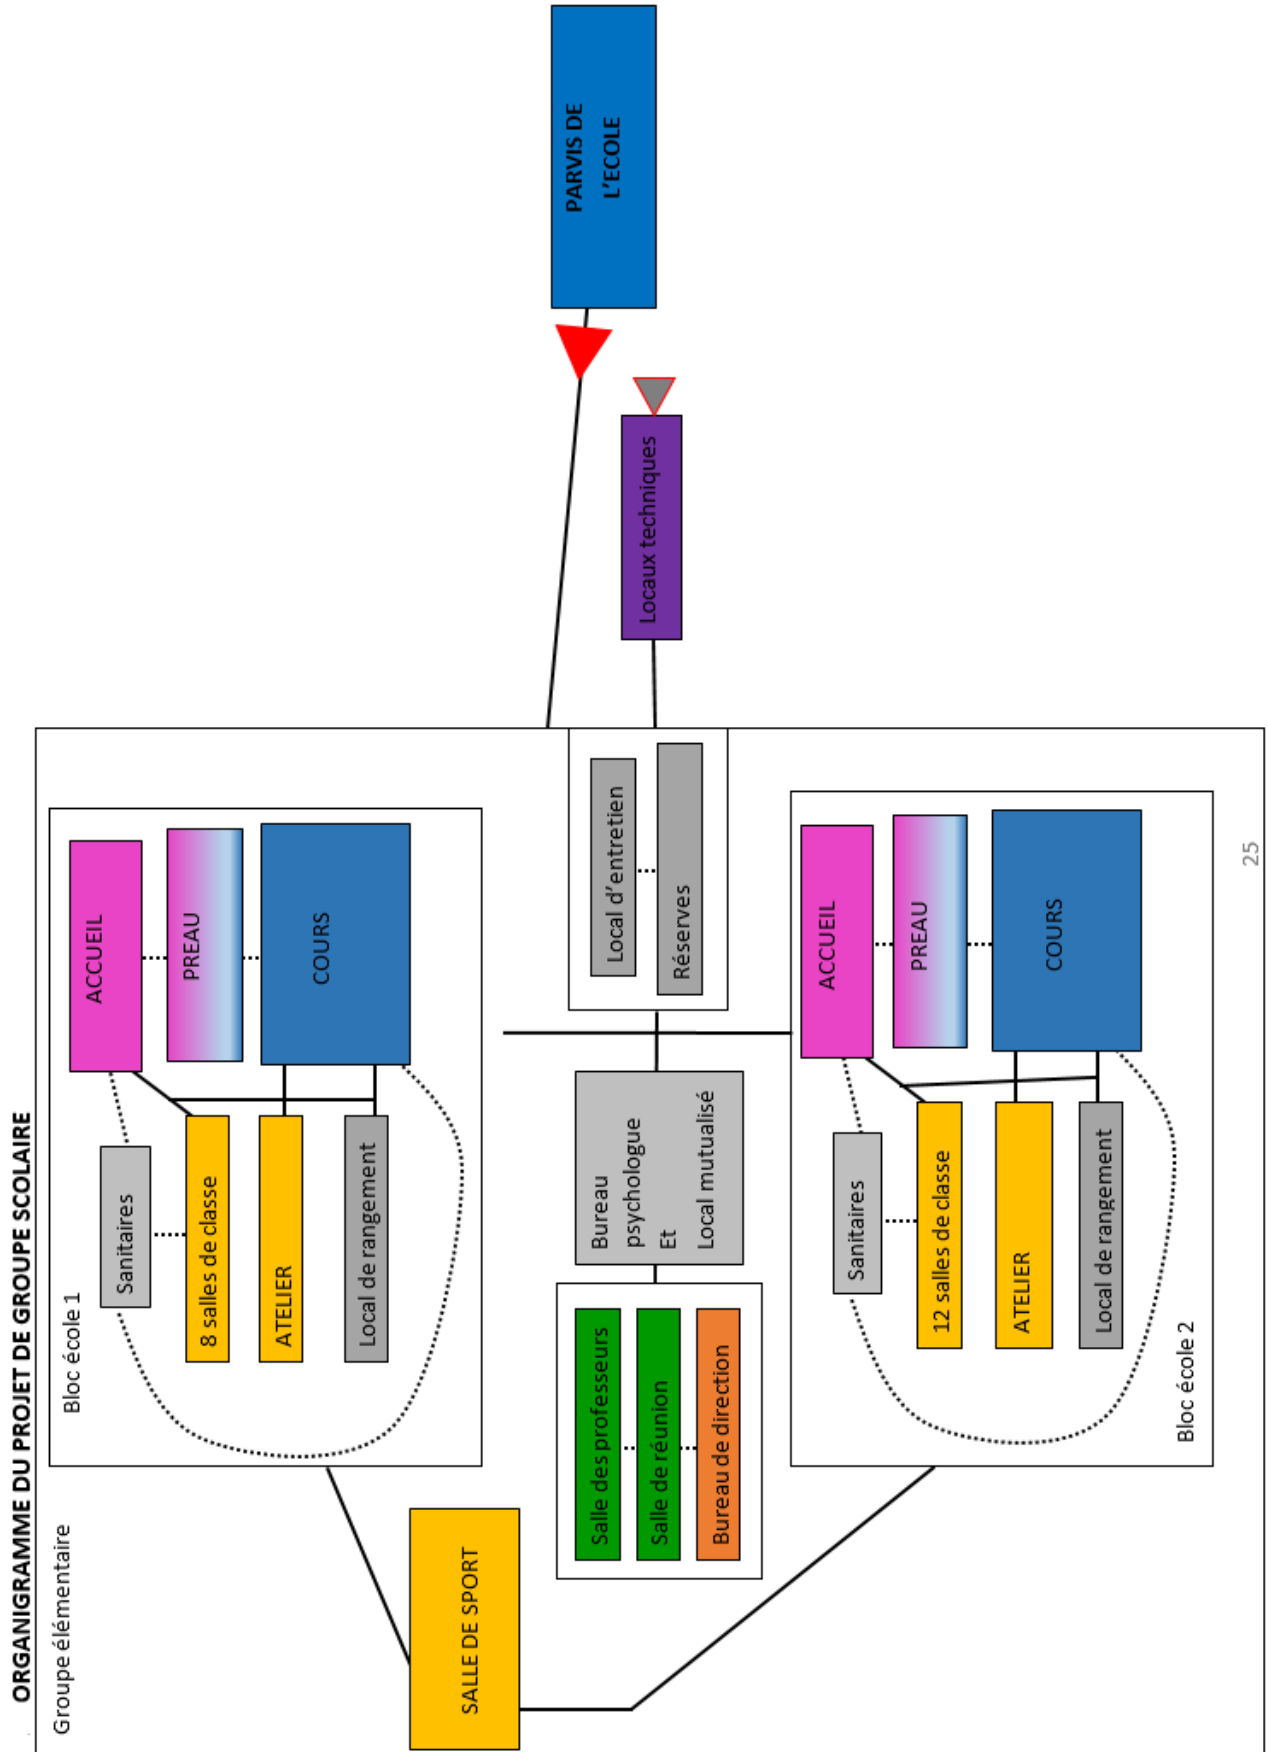 ORGANIGRAMME DU PROJET DE GROUPE SCOLAIRE
Groupe élémentaire
Bloc école 1
ACCUEIL
PREAU
COURS
Sanitaires
8 salles de classe
ATELIER
Local de rangement
SALLE DE SPORT
PARVIS DE
L'ECOLE
Locaux techniques
Local d'entretien
Réserves
Bureau
psychologue
Et
Local mutualisé
Salle des professeurs
Salle de réunion
Bureau de direction
ACCUEIL
PREAU
COURS
Sanitaires
12 salles de classe
ATELIER
Local de rangement
Bloc école 2
25